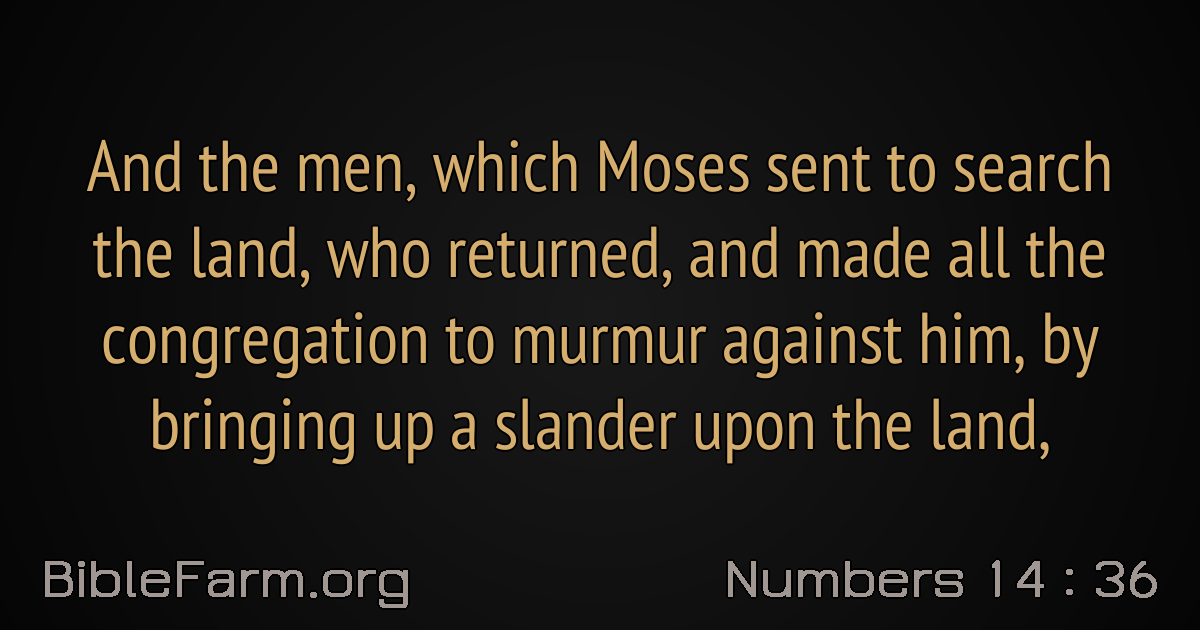 And the men, which Moses sent to search
the land, who returned, and made all the
congregation to murmur against him, by
bringing up a slander upon the land,
BibleFarm.org
Numbers 14 : 36